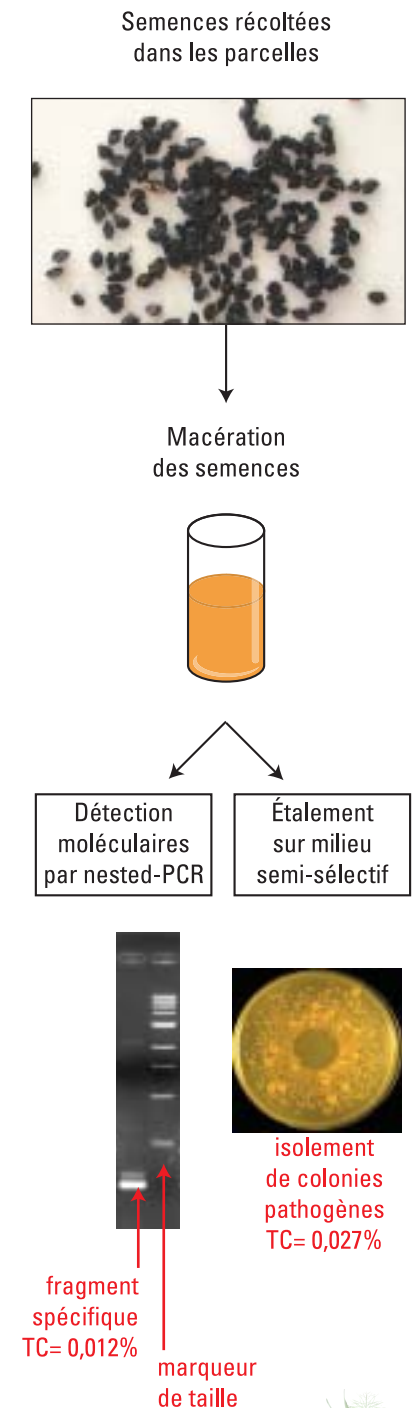 Semences récoltées
dans les parcelles
Macération
des semences
Détection
moléculaires
par nested-PCR
Étalement
sur milieu
semi-sélectif
isolement
de colonies
pathogènes
TC= 0,027%
fragment
spécifique
TC= 0,012%
marqueur
de taille